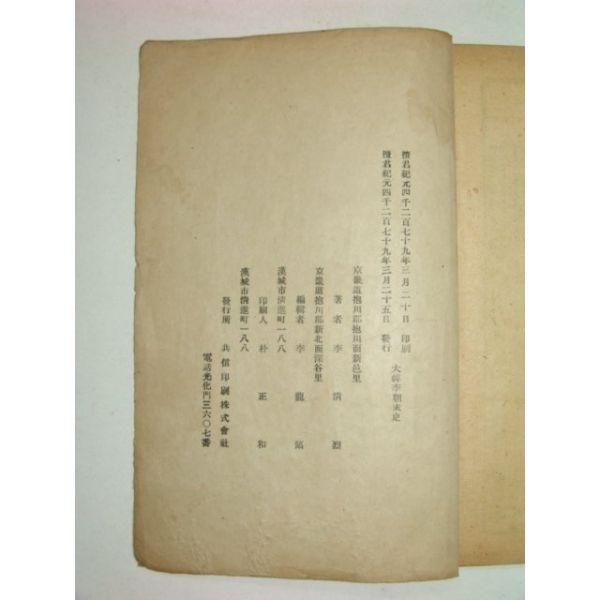 檀君紀元四千二百七十九年三月二十日 印刷
檀君紀元四千二百七十九年三月二十五日 發行
大韓李朝末史
京畿道抱川郡抱川面新邑里
著者 李
京畿道抱川郡新北面深谷里
編輯者 李龍
漢城市淸進町一八八
印刷人 朴正和
漢城市淸進町一八八
發行所 共信印刷株式會社
電話光化門三六〇七番